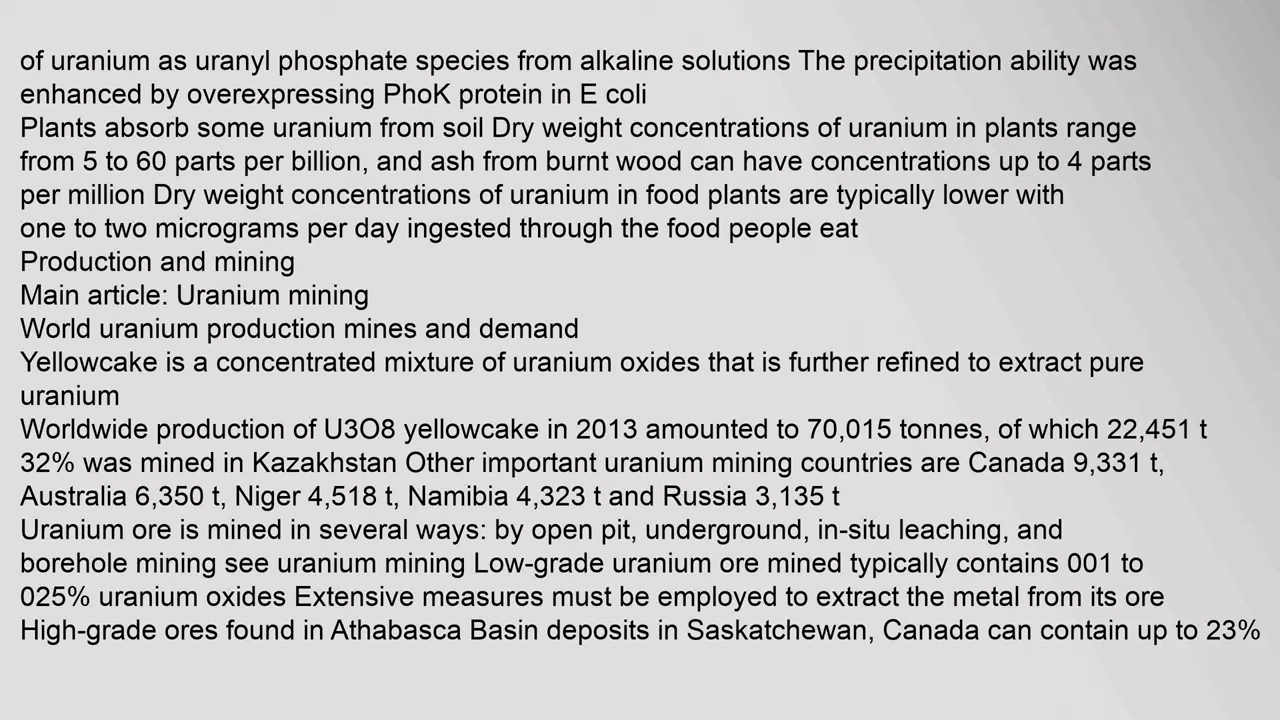 of uranium as uranyl phosphate species from alkaline solutions The precipitation ability was
enhanced by overexpressing PhoK protein in E coli
Plants absorb some uranium from soil Dry weight concentrations of uranium in plants range
from 5 to 60 parts per billion, and ash from burnt wood can have concentrations up to 4 parts
per million Dry weight concentrations of uranium in food plants are typically lower with
one to two micrograms per day ingested through the food people eat
Production and mining
Main article: Uranium mining
World uranium production mines and demand
Yellowcake is a concentrated mixture of uranium oxides that is further refined to extract pure
uranium
Worldwide production of U3O8 yellowcake in 2013 amounted to 70,015 tonnes, of which 22,451 t
32% was mined in Kazakhstan Other important uranium mining countries are Canada 9,331 t,
Australia 6,350 t, Niger 4,518 t, Namibia 4,323 t and Russia 3,135 t
Uranium ore is mined in several ways: by open pit, underground, in-situ leaching, and
borehole mining see uranium mining Low-grade uranium ore mined typically contains 001 to
025% uranium oxides Extensive measures must be employed to extract the metal from its ore
High-grade ores found in Athabasca Basin deposits in Saskatchewan, Canada can contain up to 23%